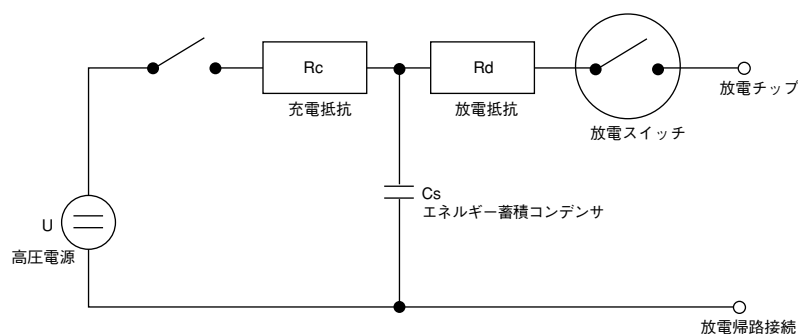 Rc
Rd
充電抵抗
放電抵抗
放電チップ
放電スイッチ
Cs
エネルギー蓄積コンデンサ
U
高圧電源
放電帰路接続